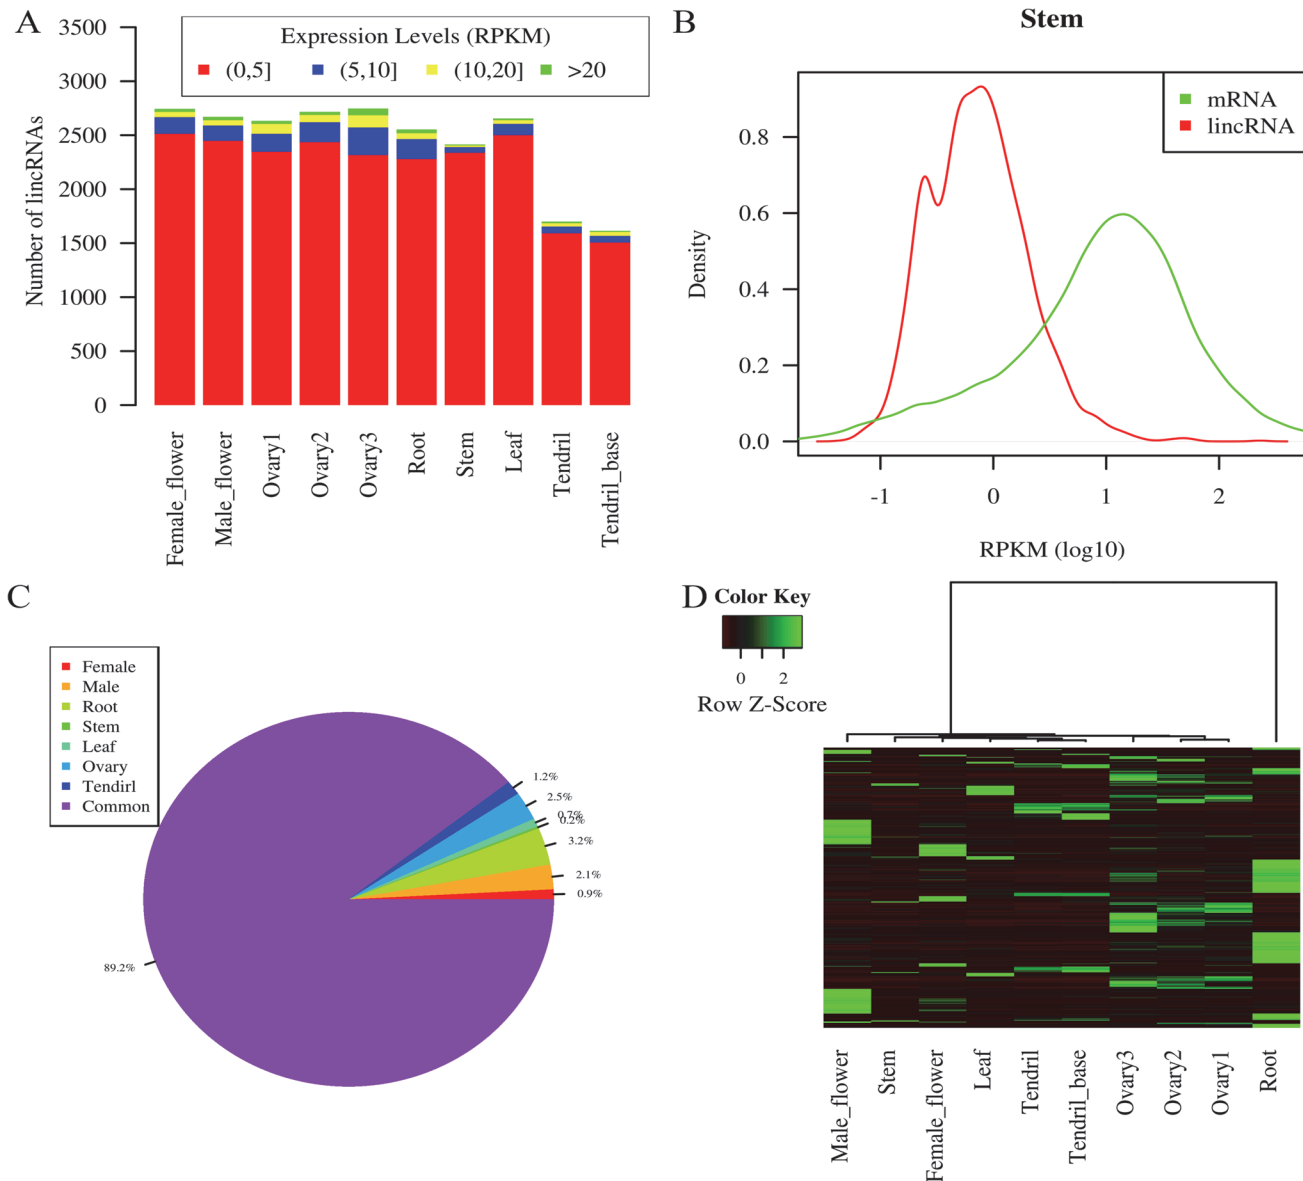 A
3500
3000
2500
2000
1500
1000
500
0
Number of lincRNAs
Expression Levels (RPKM)
(0,5] (5,10] (10,20] >20
Female_flower
Male_flower
Ovary1
Ovary2
Ovary3
Root
Stem
Leaf
Tendril
Tendril_base
B
Stem
mRNA
lincRNA
0.8
0.6
0.4
0.2
0.0
Density
-1 0 1 2
RPKM (log10)
C
Female
Male
Root
Stem
Leaf
Ovary
Tendirl
Common
1.2%
2.5%
0.7%
0.2%
3.2%
2.1%
0.9%
89.2%
D
Color Key
0 2
Row Z-Score
Male_flower
Stem
Female_flower
Leaf
Tendril
Tendril_base
Ovary3
Ovary2
Ovary1
Root